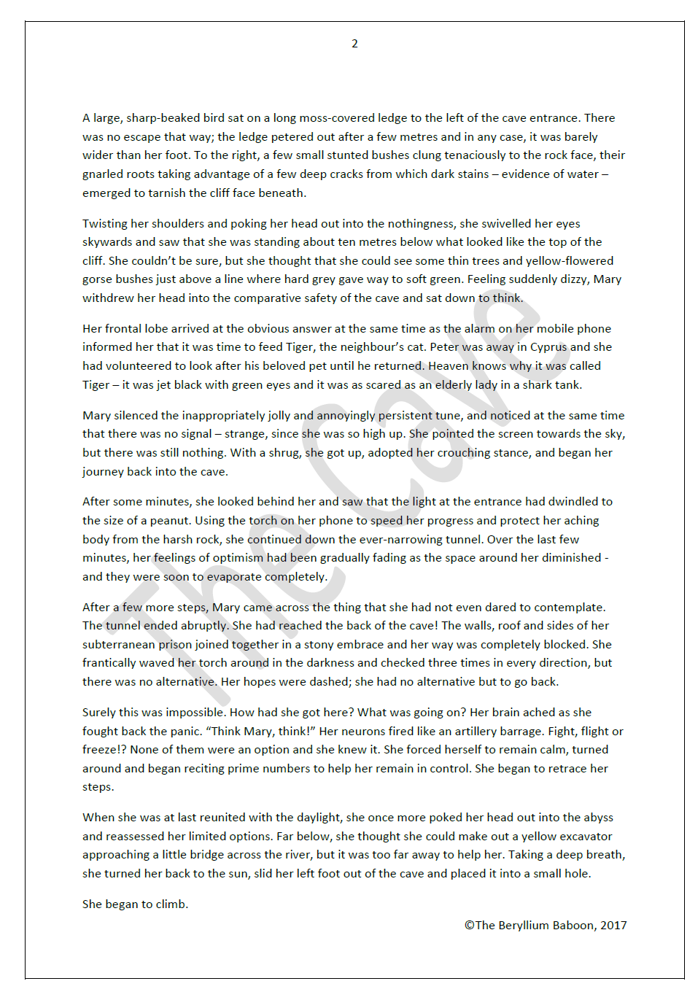 2
A large, sharp-beaked bird sat on a long moss-covered ledge to the left of the cave entrance. There
was no escape that way; the ledge petered out after a few metres and in any case, it was barely
wider than her foot. To the right, a few small stunted bushes clung tenaciously to the rock face, their
gnarled roots taking advantage of a few deep cracks from which dark stains – evidence of water –
emerged to tarnish the cliff face beneath.
Twisting her shoulders and poking her head out into the nothingness, she swivelled her eyes
skywards and saw that she was standing about ten metres below what looked like the top of the
cliff. She couldn’t be sure, but she thought that she could see some thin trees and yellow-flowered
gorse bushes just above a line where hard grey gave way to soft green. Feeling suddenly dizzy, Mary
withdrew her head into the comparative safety of the cave and sat down to think.
Her frontal lobe arrived at the obvious answer at the same time as the alarm on her mobile phone
informed her that it was time to feed Tiger, the neighbour’s cat. Peter was away in Cyprus and she
had volunteered to look after his beloved pet until he returned. Heaven knows why it was called
Tiger – it was jet black with green eyes and it was as scared as an elderly lady in a shark tank.
Mary silenced the inappropriately jolly and annoyingly persistent tune, and noticed at the same time
that there was no signal – strange, since she was so high up. She pointed the screen towards the sky,
but there was still nothing. With a shrug, she got up, adopted her crouching stance, and began her
journey back into the cave.
After some minutes, she looked behind her and saw that the light at the entrance had dwindled to
the size of a peanut. Using the torch on her phone to speed her progress and protect her aching
body from the harsh rock, she continued down the ever-narrowing tunnel. Over the last few
minutes, her feelings of optimism had been gradually fading as the space around her diminished -
and they were soon to evaporate completely.
After a few more steps, Mary came across the thing that she had not even dared to contemplate.
The tunnel ended abruptly. She had reached the back of the cave! The walls, roof and sides of her
subterranean prison joined together in a stony embrace and her way was completely blocked. She
frantically waved her torch around in the darkness and checked three times in every direction, but
there was no alternative. Her hopes were dashed; she had no alternative but to go back.
Surely this was impossible. How had she got here? What was going on? Her brain ached as she
fought back the panic. “Think Mary, think!” Her neurons fired like an artillery barrage. Fight, flight or
freeze!? None of them were an option and she knew it. She forced herself to remain calm, turned
around and began reciting prime numbers to help her remain in control. She began to retrace her
steps.
When she was at last reunited with the daylight, she once more poked her head out into the abyss
and reassessed her limited options. Far below, she thought she could make out a yellow excavator
approaching a little bridge across the river, but it was too far away to help her. Taking a deep breath,
she turned her back to the sun, slid her left foot out of the cave and placed it into a small hole.
She began to climb.
©The Beryllium Baboon, 2017
The Cave